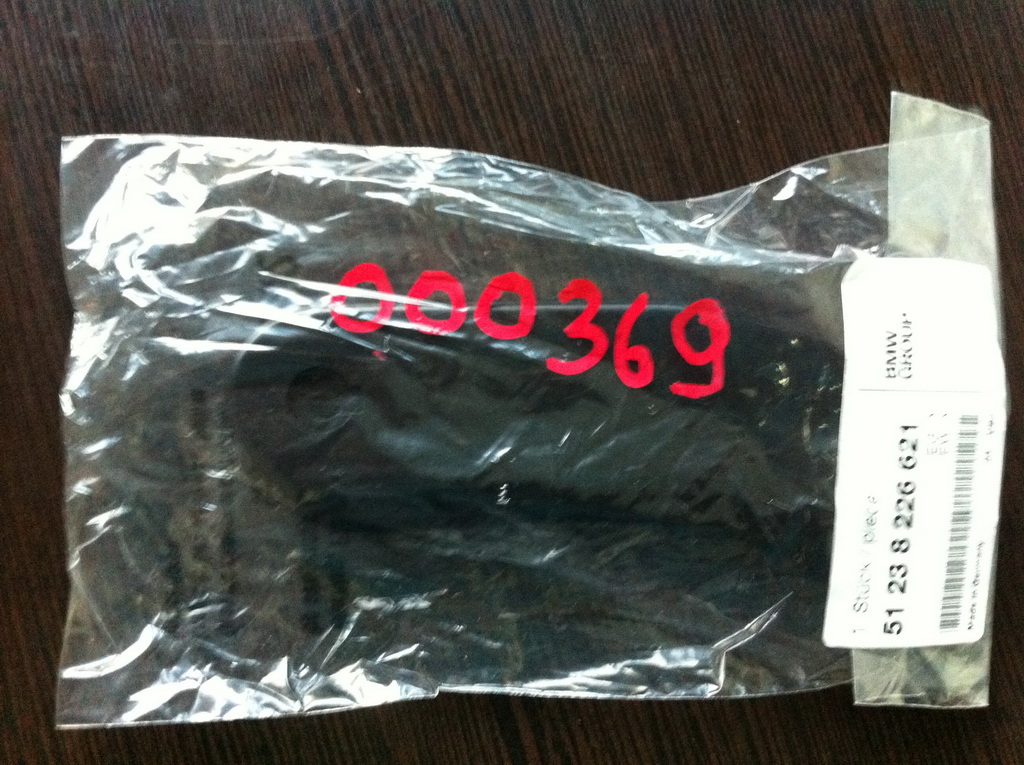 000369
BMW
GROUP
1 Stück / piece
51 23 8 226 621
Made in Germany